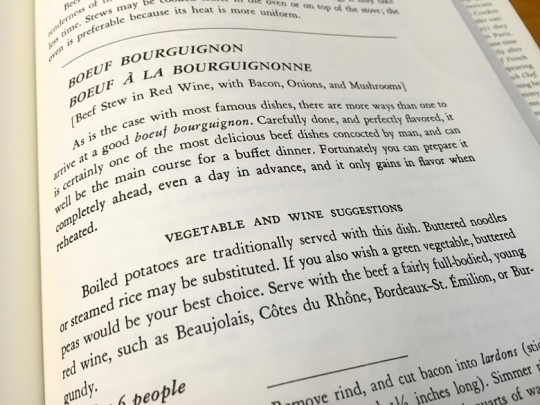 tenderness of
less time. Stews may be in the oven or on top of the stove; the
oven is preferable because its heat is more uniform.
BOEUF BOURGUIGNON
BOEUF À LA BOURGUIGNONNE
[Beef Stew in Red Wine, with Bacon, Onions, and Mushrooms]
As is the case with most famous dishes, there are more ways than one to
arrive at a good boeuf bourguignon. Carefully done, and perfectly flavored, it
is certainly one of the most delicious beef dishes concocted by man, and can
well be the main course for a buffet dinner. Fortunately you can prepare it
completely ahead, even a day in advance, and it only gains in flavor when
reheated.
VEGETABLE AND WINE SUGGESTIONS
Boiled potatoes are traditionally served with this dish. Buttered noodles
or steamed rice may be substituted. If you also wish a green vegetable, buttered
peas would be your best choice. Serve with the beef a fairly full-bodied, young
red wine, such as Beaujolais, Côtes du Rhône, Bordeaux-St. Émilion, or Bur-
gundy.
6 people
Remove rind, and cut bacon into lardons
inches long). Simmer
quarts of